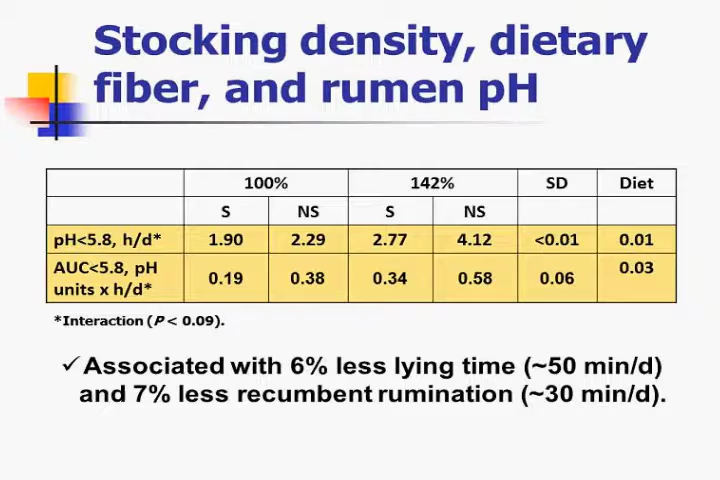 Stocking density, dietary
fiber, and rumen pH
100% 142% SD Diet
S NS S NS
pH<5.8, h/d* 1.90 2.29 2.77 4.12 <0.01 0.01
AUC<5.8, pH
units x h/d* 0.19 0.38 0.34 0.58 0.06 0.03
*Interaction (P < 0.09).
✓Associated with 6% less lying time (~50 min/d)
and 7% less recumbent rumination (~30 min/d).